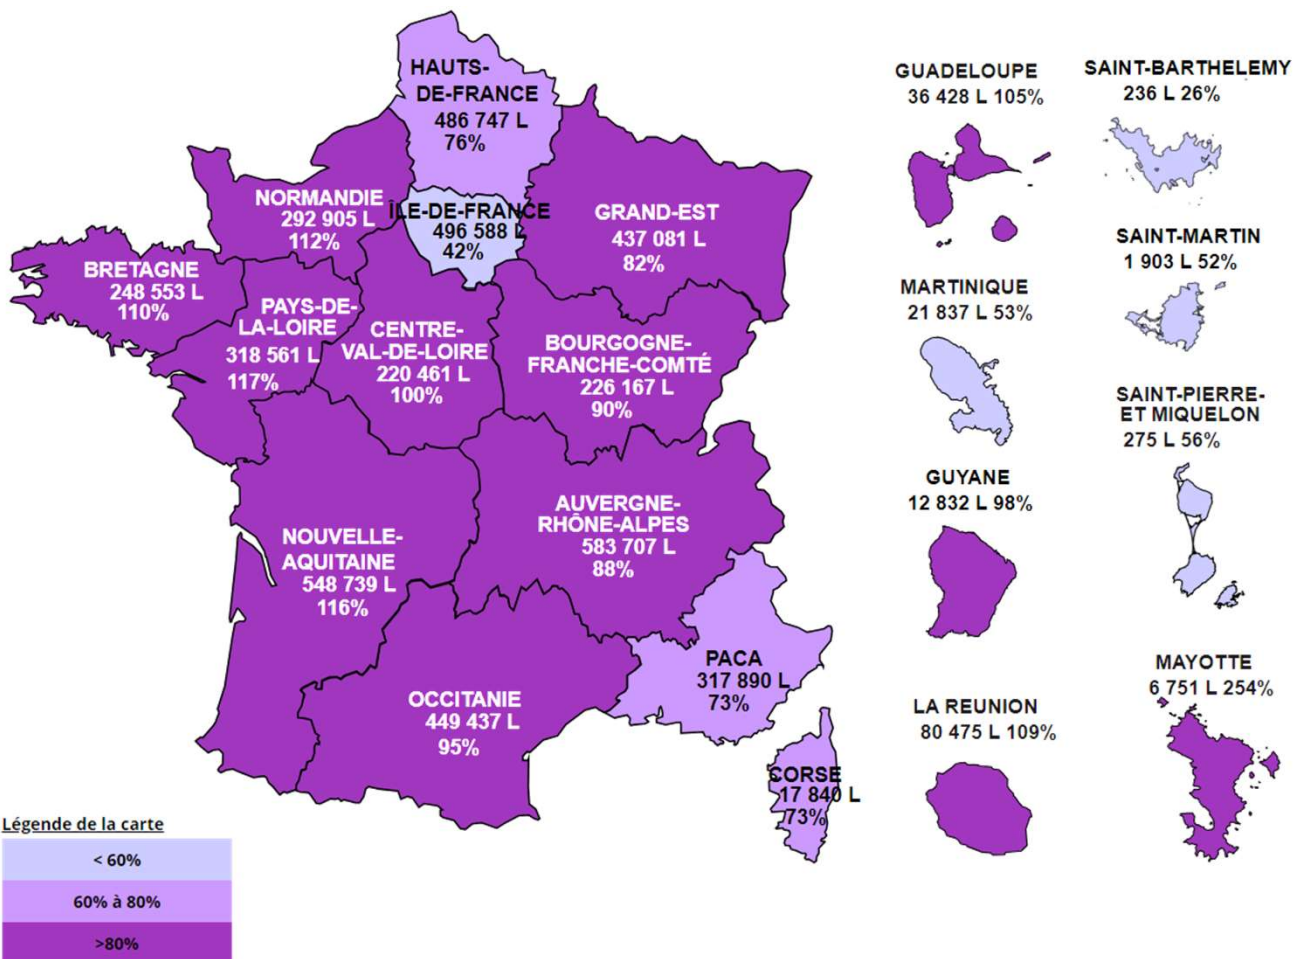 HAUTS-
DE-FRANCE
486 747 L
76%
NORMANDIE
292 905 L
112%
ÎLE-DE-FRANCE
496 588 L
42%
GRAND-EST
437 081 L
82%
BRETAGNE
248 553 L
110%
PAYS-DE-
LA-LOIRE
318 561 L
117%
CENTRE-
VAL-DE-LOIRE
220 461 L
100%
BOURGOGNE-
FRANCHE-COMTÉ
226 167 L
90%
NOUVELLE-
AQUITAINE
548 739 L
116%
AUVERGNE-
RHÔNE-ALPES
583 707 L
88%
OCCITANIE
449 437 L
95%
PACA
317 890 L
73%
CORSE
17 840 L
73%
GUADELOUPE
36 428 L 105%
MARTINIQUE
21 837 L 53%
GUYANE
12 832 L 98%
LA REUNION
80 475 L 109%
SAINT-BARTHELEMY
236 L 26%
SAINT-MARTIN
1 903 L 52%
SAINT-PIERRE-
ET MIQUELON
275 L 56%
MAYOTTE
6 751 L 254%
Légende de la carte
< 60%
60% à 80%
>80%